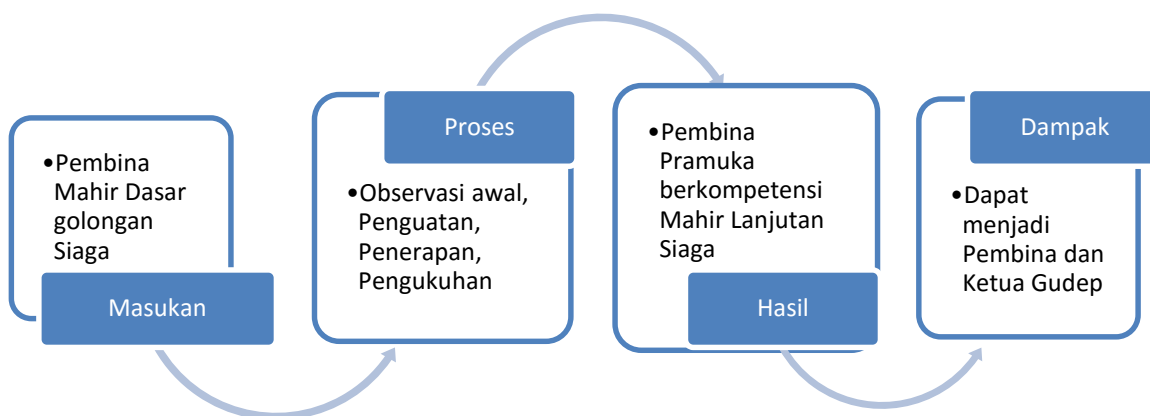 •Pembina
Mahir Dasar
golongan
Siaga
Masukan
Proses
•Observasi awal,
Penguatan,
Penerapan,
Pengukuhan
•Pembina
Pramuka
berkompetensi
Mahir Lanjutan
Siaga
Hasil
Dampak
•Dapat
menjadi
Pembina dan
Ketua Gudep